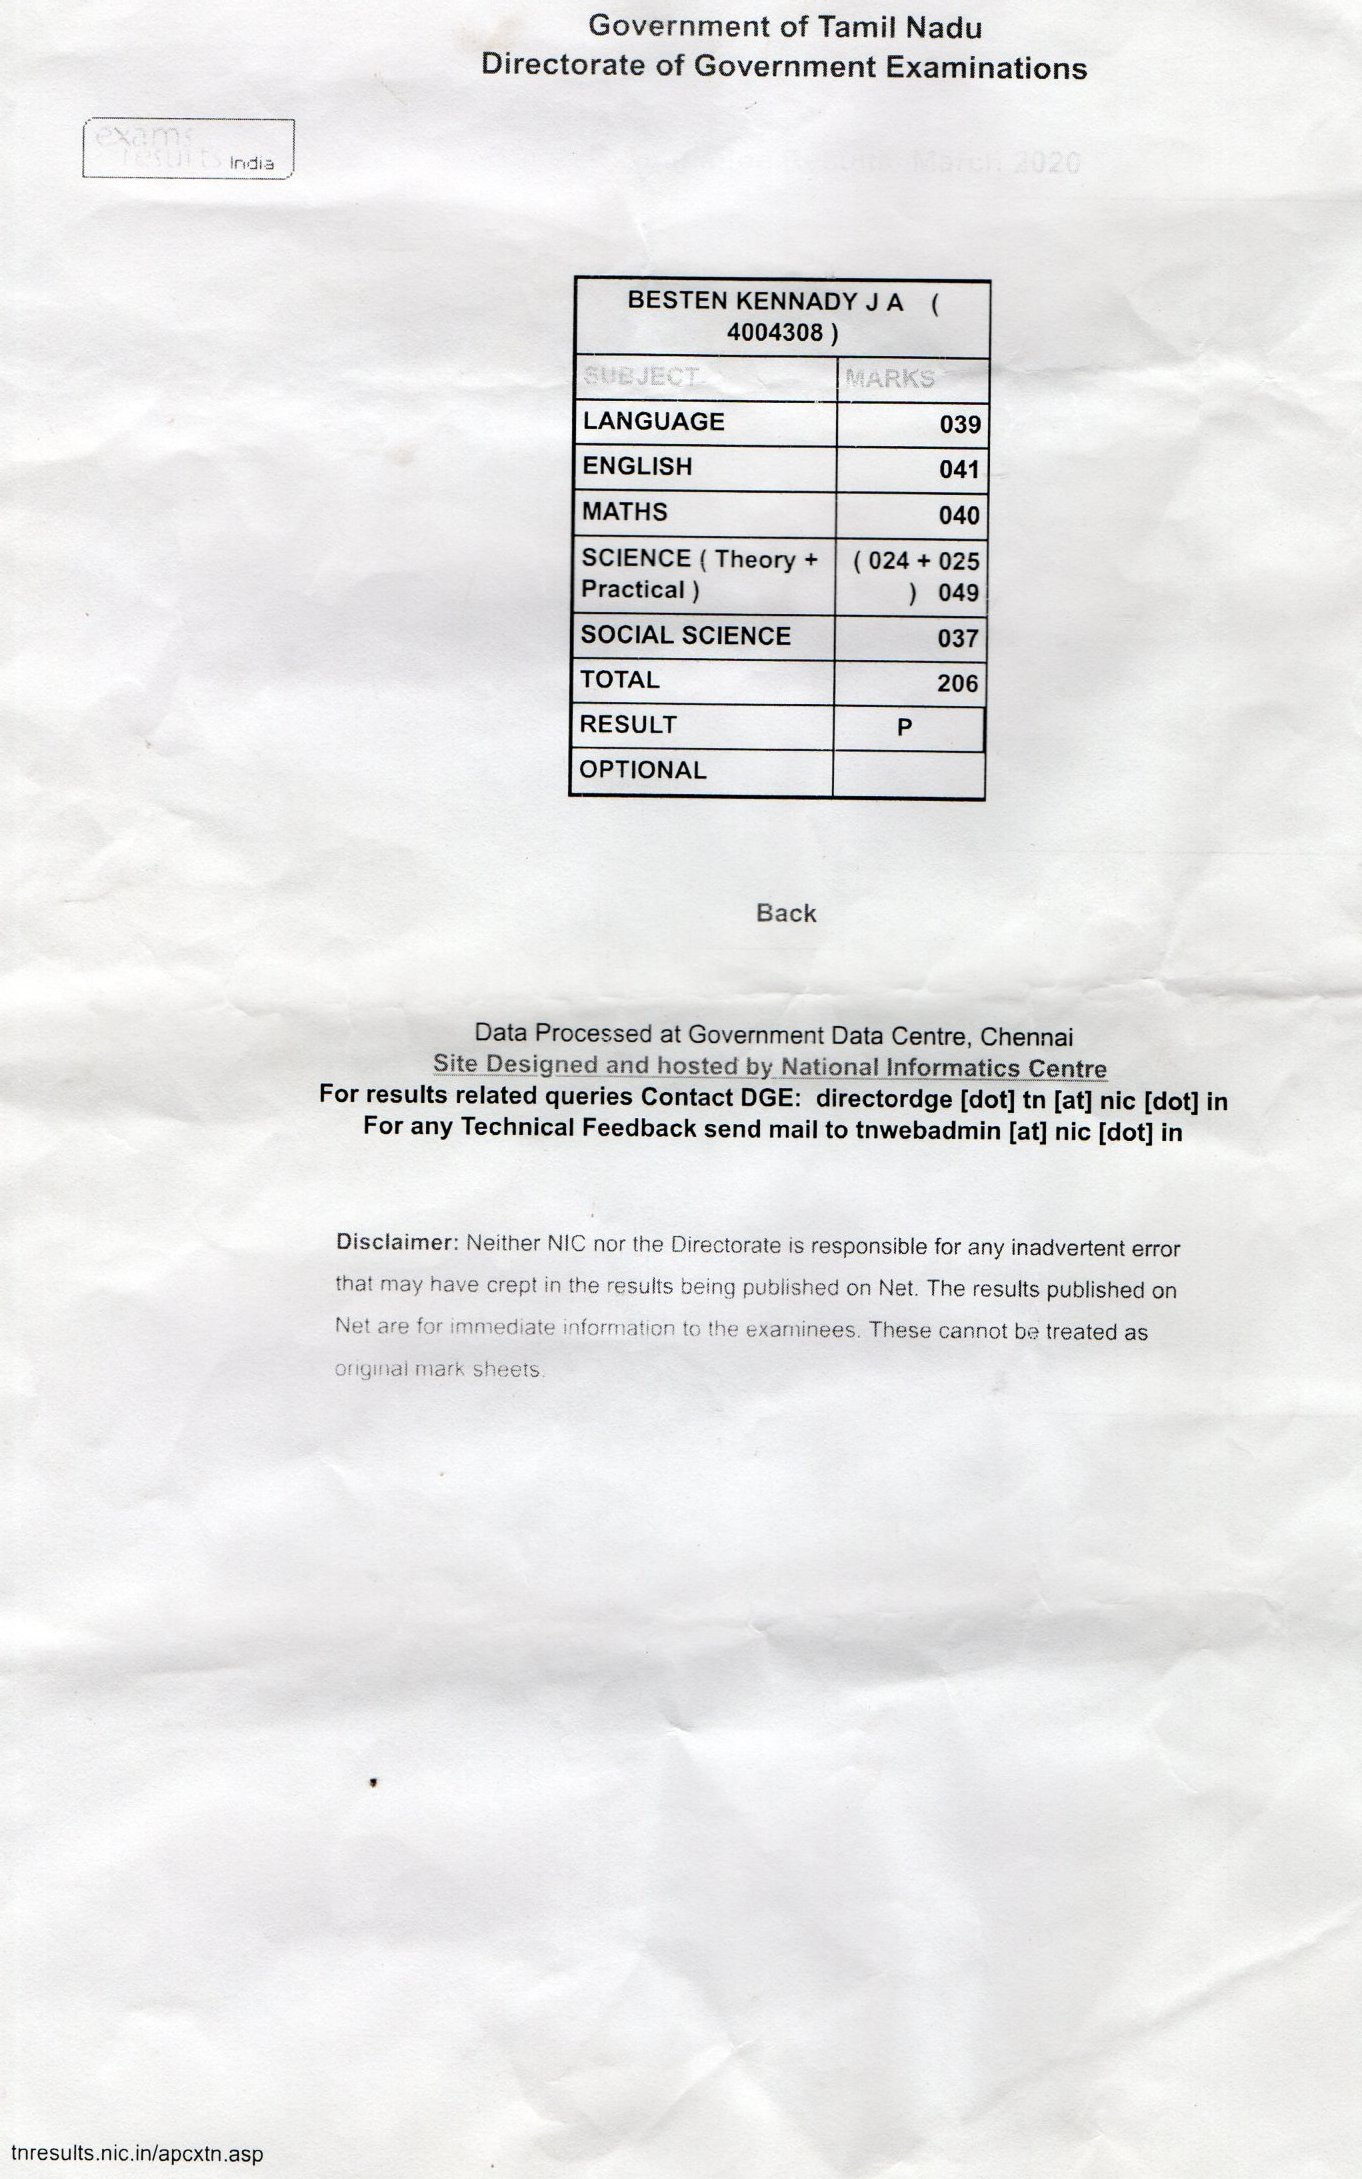 Government of Tamil Nadu
Directorate of Government Examinations
exams
results India
2020
BESTEN KENNADY J A (
4004308 )
SUBJECT MARKS
LANGUAGE 039
ENGLISH 041
MATHS 040
SCIENCE ( Theory + ( 024 + 025
Practical ) ) 049
SOCIAL SCIENCE 037
TOTAL 206
RESULT P
OPTIONAL
Back
Data Processed at Government Data Centre, Chennai
Site Designed and hosted by National Informatics Centre
For results related queries Contact DGE: directordge [dot] tn [at] nic [dot] in
For any Technical Feedback send mail to tnwebadmin [at] nic [dot] in
Disclaimer: Neither NIC nor the Directorate is responsible for any inadvertent error
that may have crept in the results being published on Net. The results published on
Net are for immediate information to the examinees. These cannot be treated as
original mark sheets.
tnresults.nic.in/apcxtn.asp